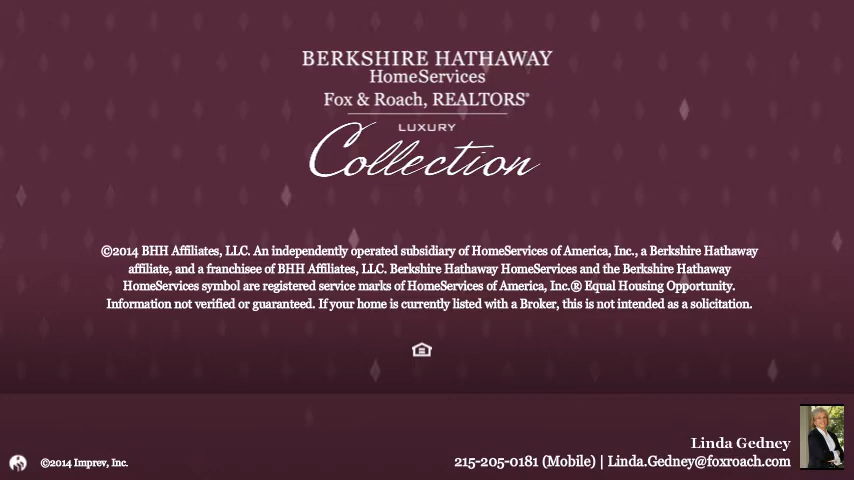 BERKSHIRE HATHAWAY
HomeServices
Fox & Roach, REALTORS®
LUXURY
Collection
©2014 BHH Affiliates, LLC. An independently operated subsidiary of HomeServices of America, Inc., a Berkshire Hathaway
affiliate, and a franchisee of BHH Affiliates, LLC. Berkshire Hathaway HomeServices and the Berkshire Hathaway
HomeServices symbol are registered service marks of HomeServices of America, Inc.® Equal Housing Opportunity.
Information not verified or guaranteed. If your home is currently listed with a Broker, this is not intended as a solicitation.
Linda Gedney
215-205-0181 (Mobile) | Linda.Gedney@foxroach.com
©2014 Imprev, Inc.